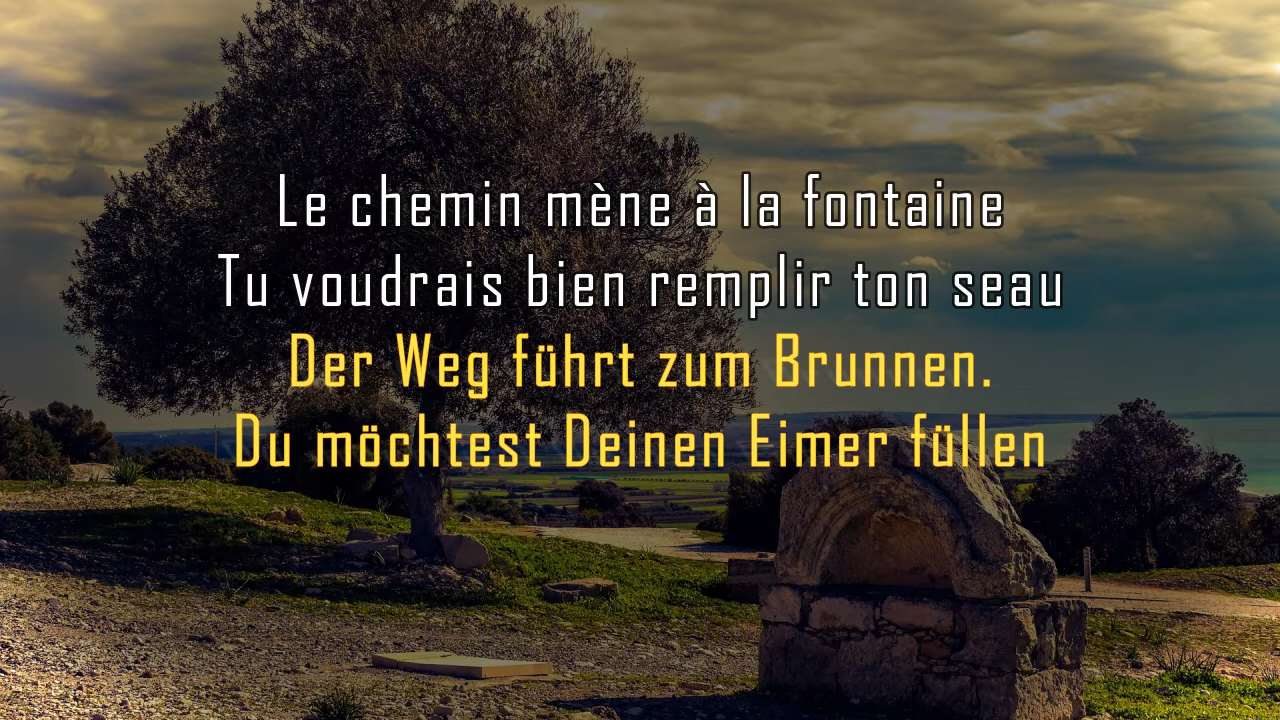 Le chemin mène à la fontaine
Tu voudrais bien remplir ton seau
Der Weg führt zum Brunnen.
Du möchtest Deinen Eimer füllen